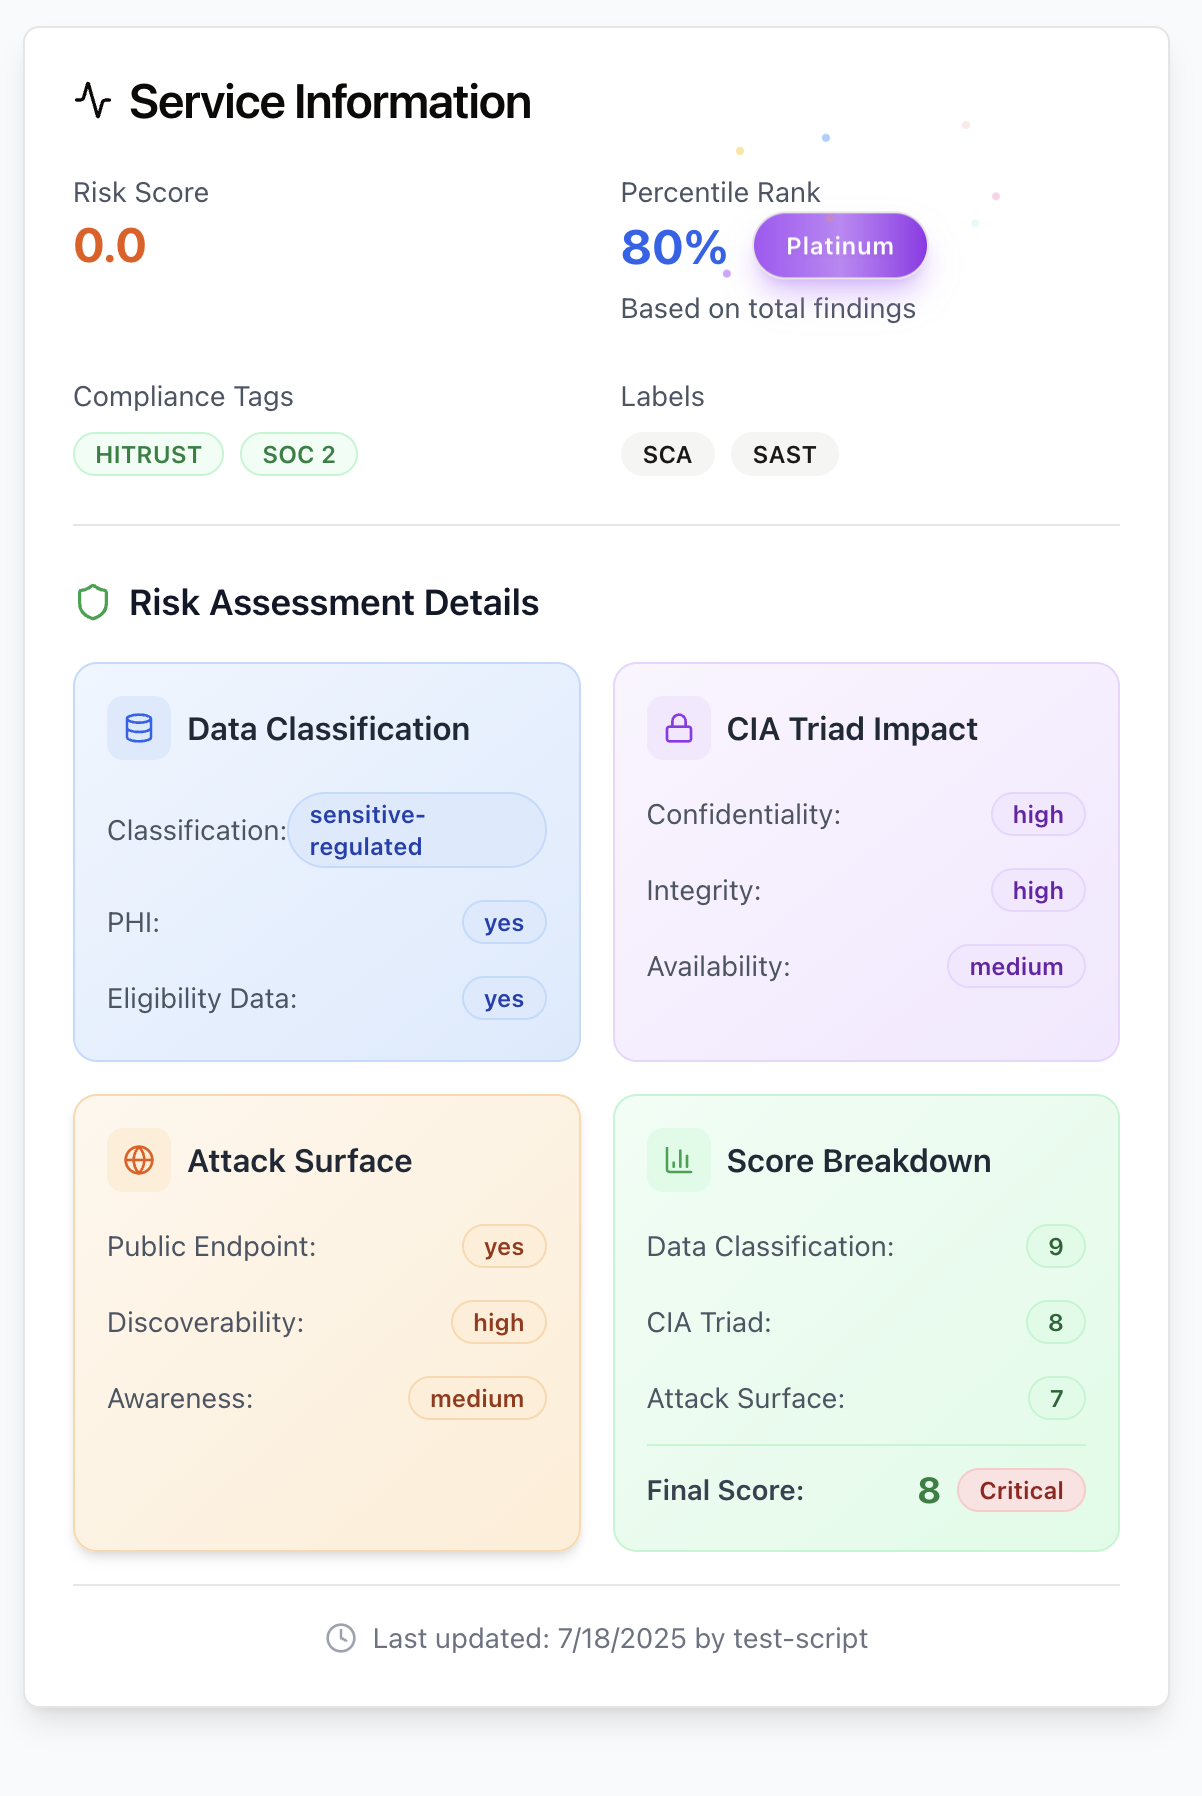 Service Information
Risk Score
0.0
Percentile Rank
80% Platinum
Based on total findings
Compliance Tags
HITRUST SOC 2
Labels
SCA SAST
Risk Assessment Details
Data Classification
Classification: sensitive-
regulated
PHI: yes
Eligibility Data: yes
CIA Triad Impact
Confidentiality: high
Integrity: high
Availability: medium
Attack Surface
Public Endpoint: yes
Discoverability: high
Awareness: medium
Score Breakdown
Data Classification: 9
CIA Triad: 8
Attack Surface: 7
Final Score: 8 Critical
Last updated: 7/18/2025 by test-script